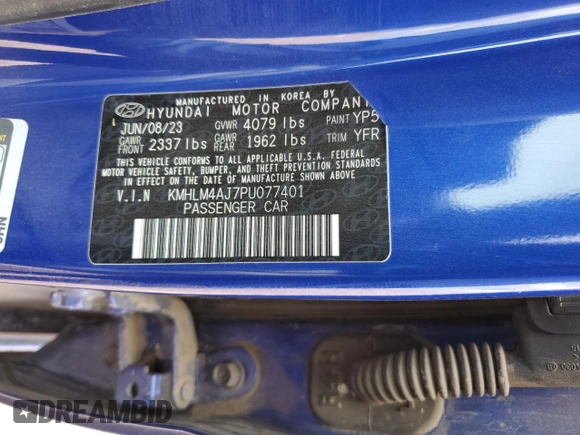 MANUFACTURED IN KOREA BY
HYUNDAI MOTOR COMPANY
JUN/08/23 GVWR 4079 lbs PAINT YP5
GAWR FRONT 2337 lbs GAWR REAR 1962 lbs TRIM YFR
THIS VEHICLE CONFORMS TO ALL APPLICABLE U.S.A. FEDERAL
MOTOR VEHICLE SAFETY, BUMPER, AND THEFT PREVENTION STANDARDS
IN EFFECT ON THE DATE OF MANUFACTURE SHOWN ABOVE.
V.I.N KMHLM4AJ7PU077401
PASSENGER CAR
DREAMBID